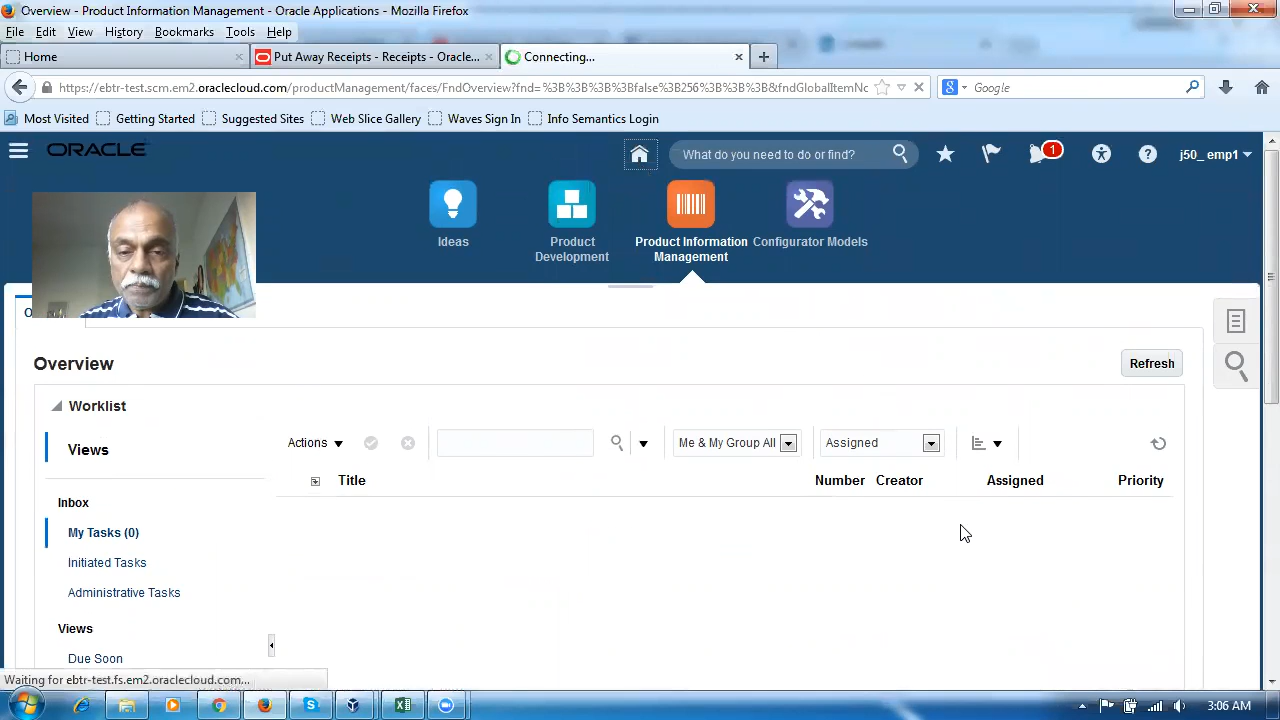 Overview - Product Information Management - Oracle Applications - Mozilla Firefox
File Edit View History Bookmarks Tools Help
Home
Put Away Receipts - Receipts - Oracle...
Connecting...
https://ebtr-test.scm.em2.oraclecloud.com/productManagement/faces/FndOverview?fnd=%3B%3B%3B%3Bfalse%3B256%3B%3B%3B&fndGlobalItemNc
Google
Most Visited Getting Started Suggested Sites Web Slice Gallery Waves Sign In Info Semantics Organization
ORACLE
What do you need to do or find?
1
j50_ emp1
Ideas
Product Development
Product Information Management
Configurator Models
Overview
Refresh
Worklist
Views
Actions
Me & My Group All
Assigned
Title Number Creator Assigned Priority
Inbox
My Tasks (0)
Initiated Tasks
Administrative Tasks
Views
Due Soon
Waiting for ebtr-test.fs.em2.oraclecloud.com...
3:06 AM